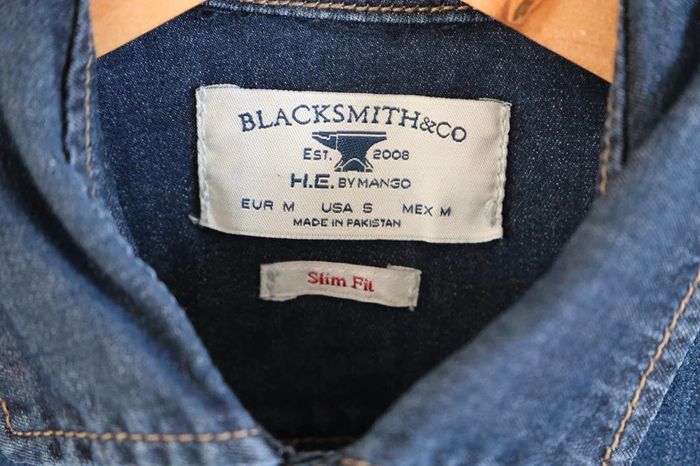 BLACKSMITH&CO
EST. 2008
H.E. BY MANGO
EUR M USA S MEX M
MADE IN PAKISTAN
Slim Fit